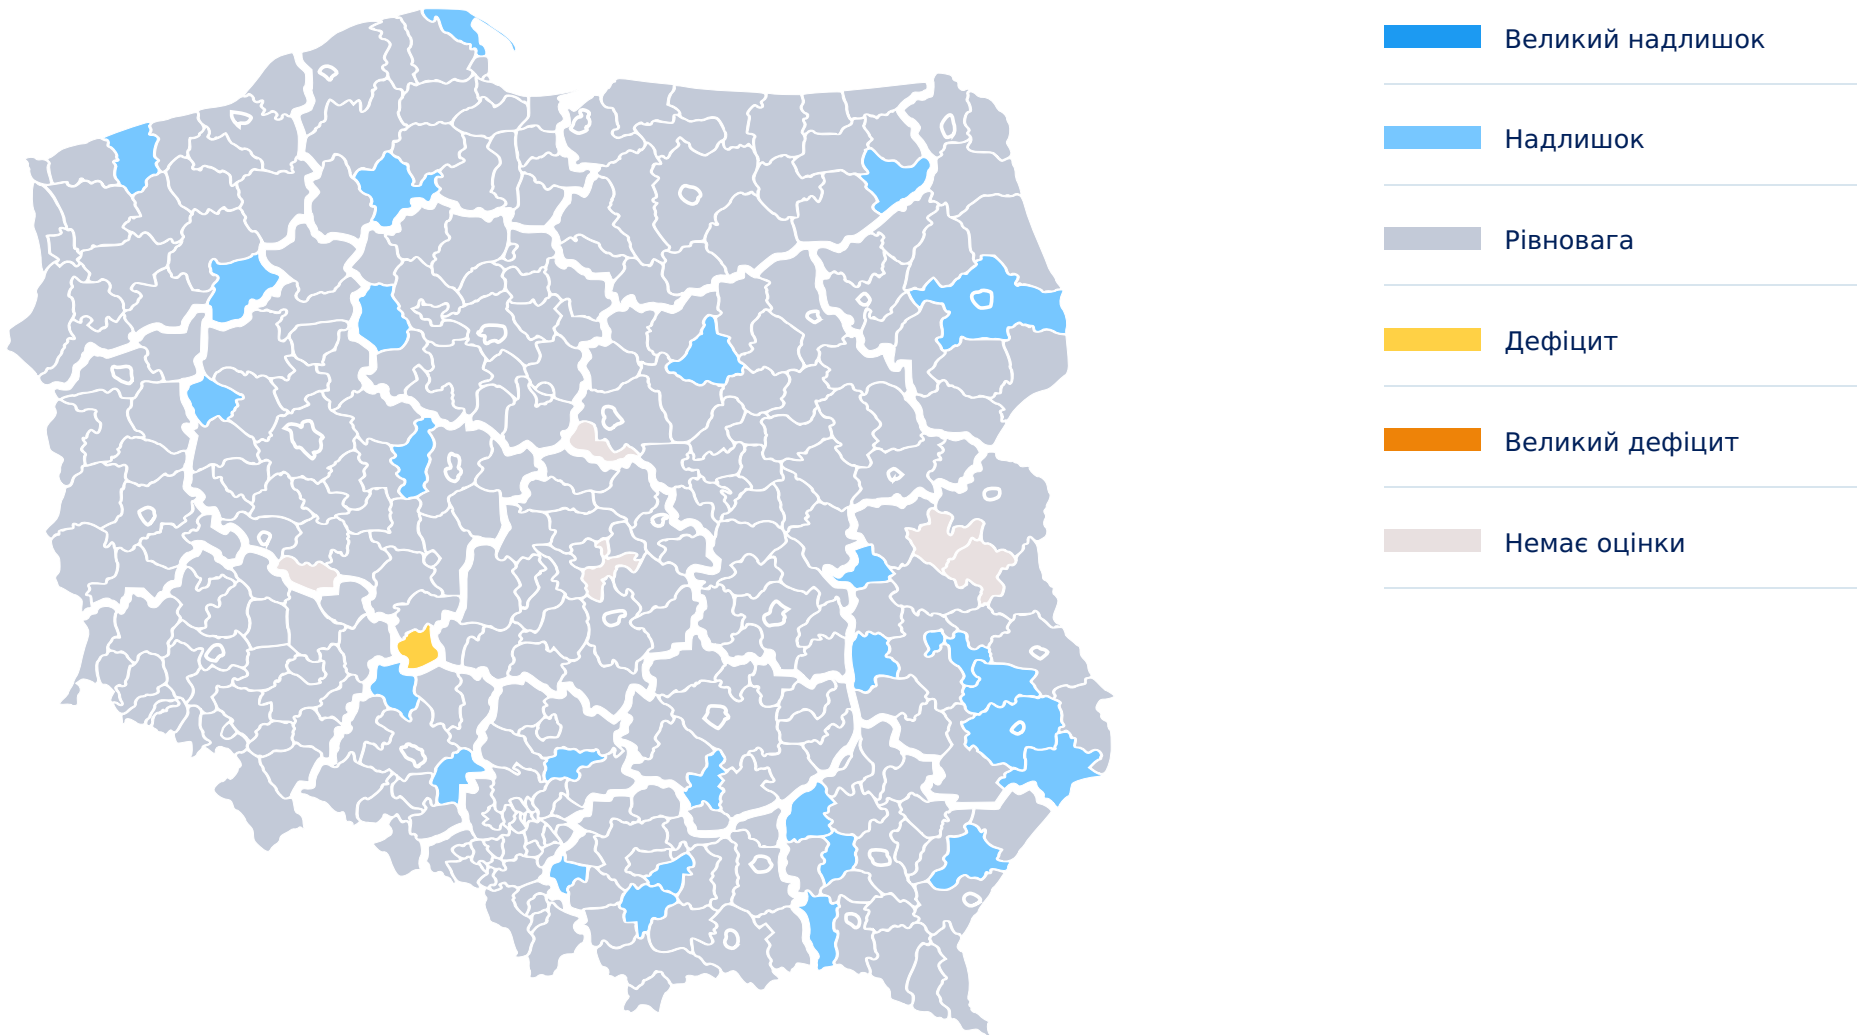 Великий надлишок
Надлишок
Рівновага
Дефіцит
Великий дефіцит
Немає оцінки